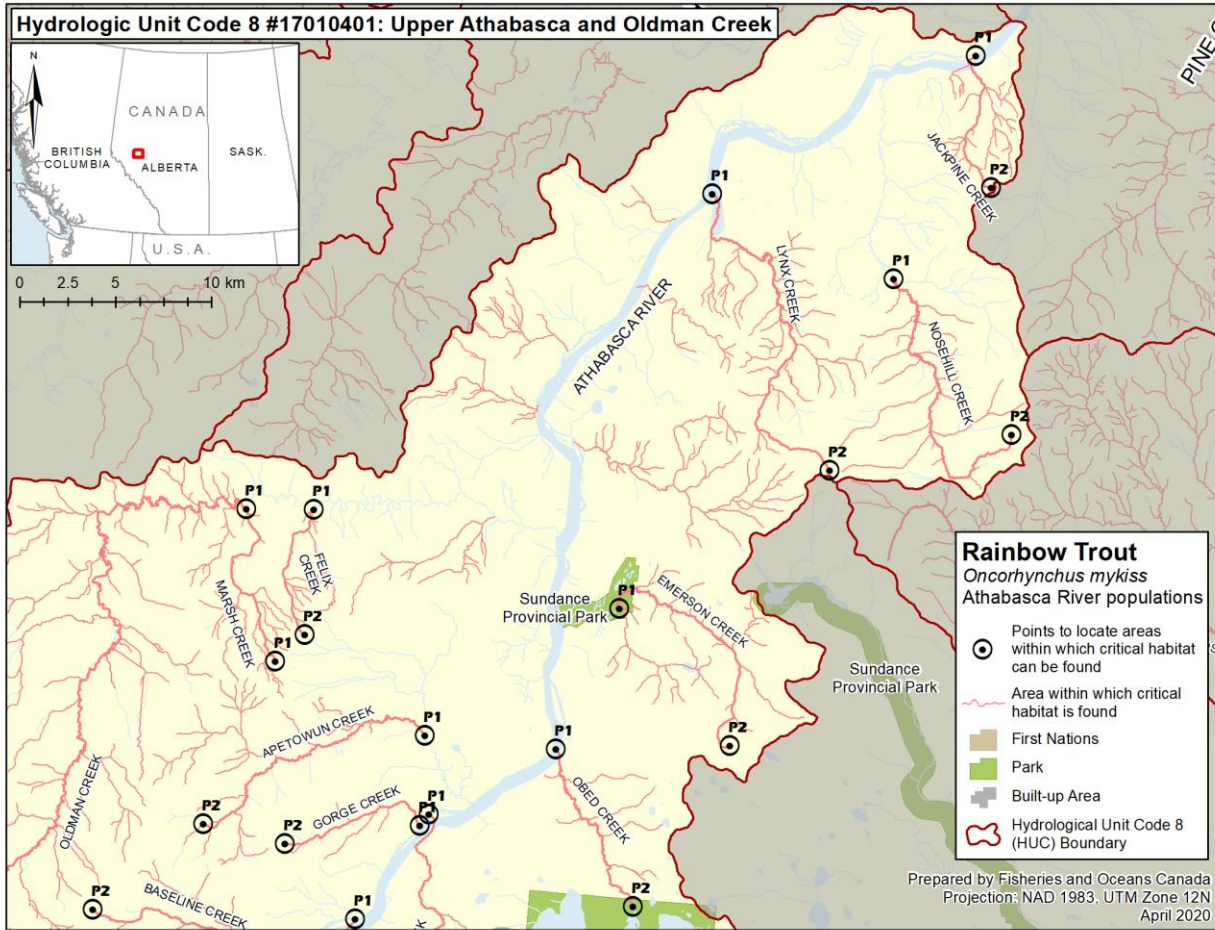 Hydrologic Unit Code 8 #17010401: Upper Athabasca and Oldman Creek
N
CANADA
BRITISH
COLUMBIA
ALBERTA
SASK.
U.S.A.
0 2.5 5 10 km
P1
JACKPINE CREEK
P2
P1
LYNX CREEK
P1
NOSEHILL CREEK
P2
P2
ATHABASCA RIVER
P1
P1
FELIX
CREEK
MARSH CREEK
P2
P1
Sundance
Provincial Park
P1
EMERSON CREEK
P2
Sundance
Provincial Park
APETOWUN CREEK
P1
P2
P1
OBED CREEK
P2
OLDMAN CREEK
GORGE CREEK
P2
P1
P1
P2
BASELINE CREEK
P1
Rainbow Trout
Oncorhynchus mykiss
Athabasca River populations
Points to locate areas
within which critical habitat
can be found
Area within which critical
habitat is found
First Nations
Park
Built-up Area
Hydrological Unit Code 8
(HUC) Boundary
Prepared by Fisheries and Oceans Canada
Projection: NAD 1983, UTM Zone 12N
April 2020